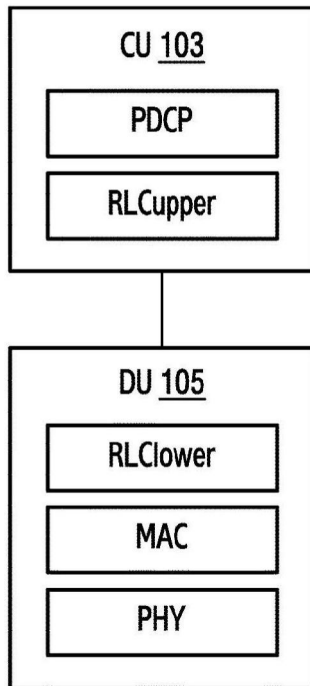 CU 103
PDCP
RLCupper
DU 105
RLClower
MAC
PHY